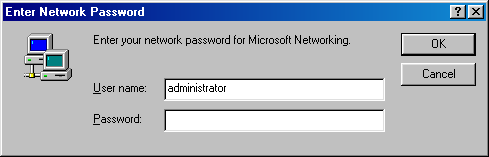 Enter Network Password
Enter your network password for Microsoft Networking.
OK
Cancel
User name: administrator
Password: